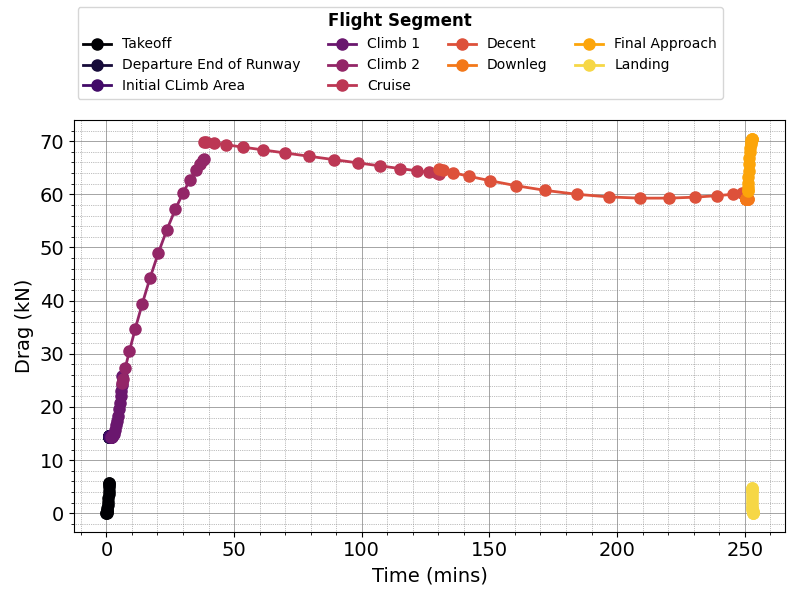 Flight Segment
Takeoff
Departure End of Runway
Initial CLimb Area
Climb 1
Climb 2
Cruise
Decent
Downleg
Final Approach
Landing
70
60
50
40
30
20
10
0
Drag (kN)
0 50 100 150 200 250
Time (mins)